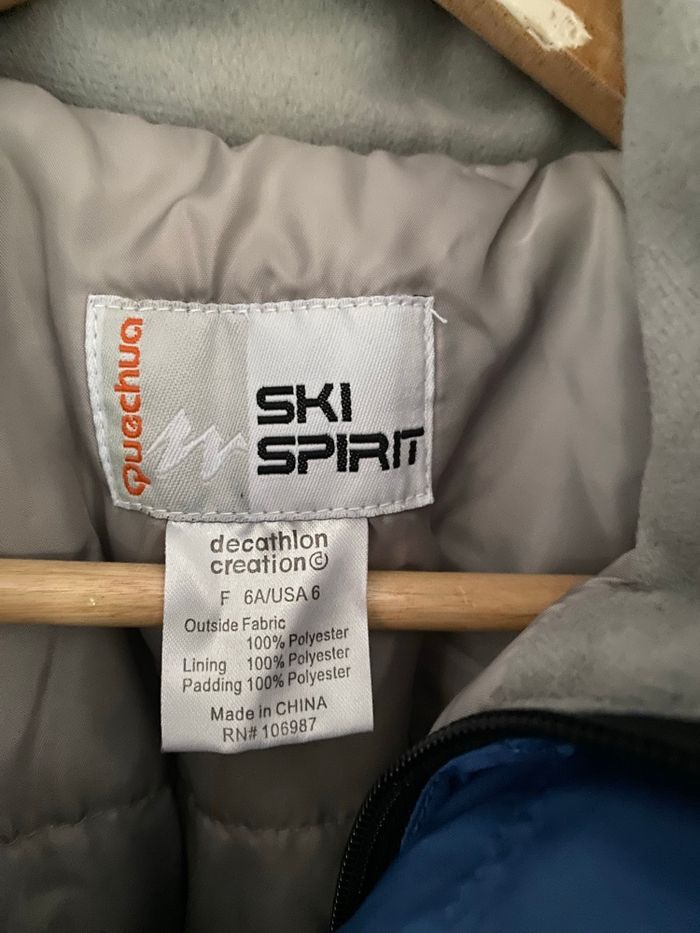 Quechua
SKI
SPIRIT
decathlon
creation©
F 6A/USA 6
Outside Fabric
100% Polyester
Lining 100% Polyester
Padding 100% Polyester
Made in CHINA
RN# 106987